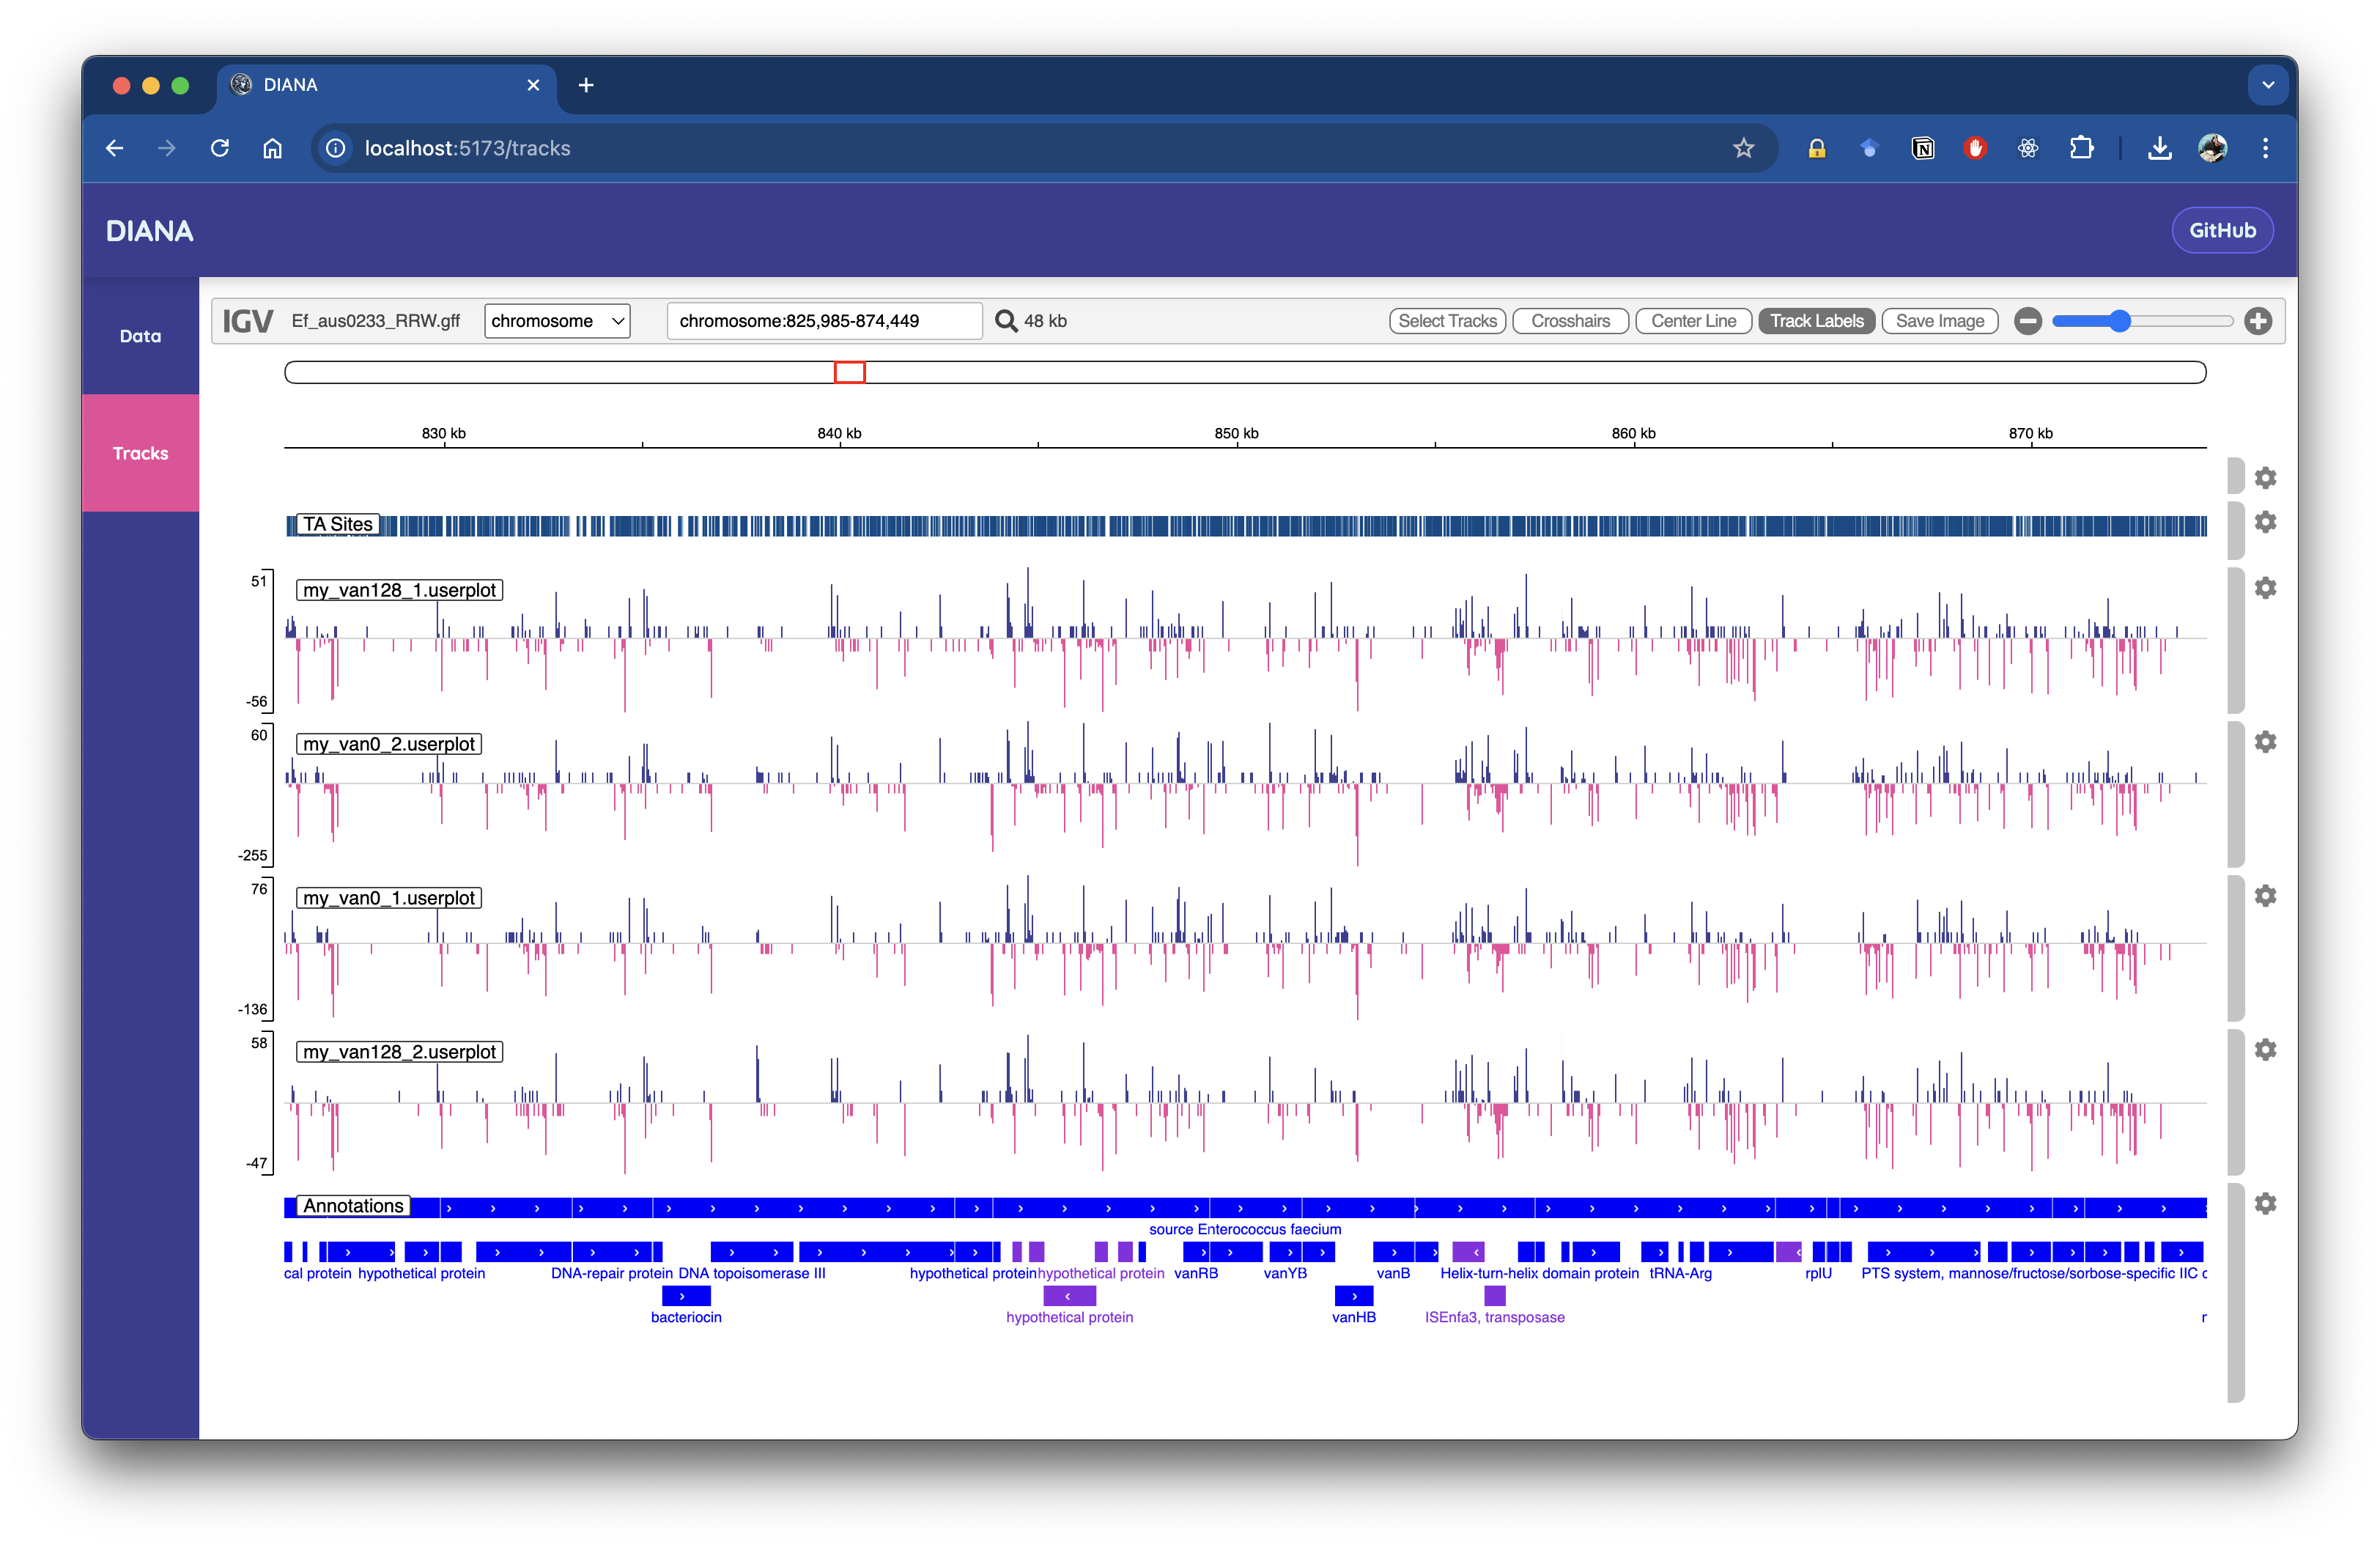 DIANA
localhost:5173/tracks
DIANA
GitHub
Data
Tracks
IGV Ef_aus0233_RRW.gff chromosome chromosome:825,985-874,449 48 kb Select Tracks Crosshairs Center Line Track Labels Save Image
830 kb 840 kb 850 kb 860 kb 870 kb
TA Sites
51
my_van128_1.userplot
-56
60
my_van0_2.userplot
-255
76
my_van0_1.userplot
-136
58
my_van128_2.userplot
-47
Annotations
source Enterococcus faecium
cal protein hypothetical protein DNA-repair protein DNA topoisomerase III hypothetical protein hypothetical protein vanRB vanYB vanB Helix-turn-helix domain protein tRNA-Arg rplU PTS system, mannose/fructose/sorbose-specific IIC c
bacteriocin hypothetical protein vanHB ISEnfa3, transposase r